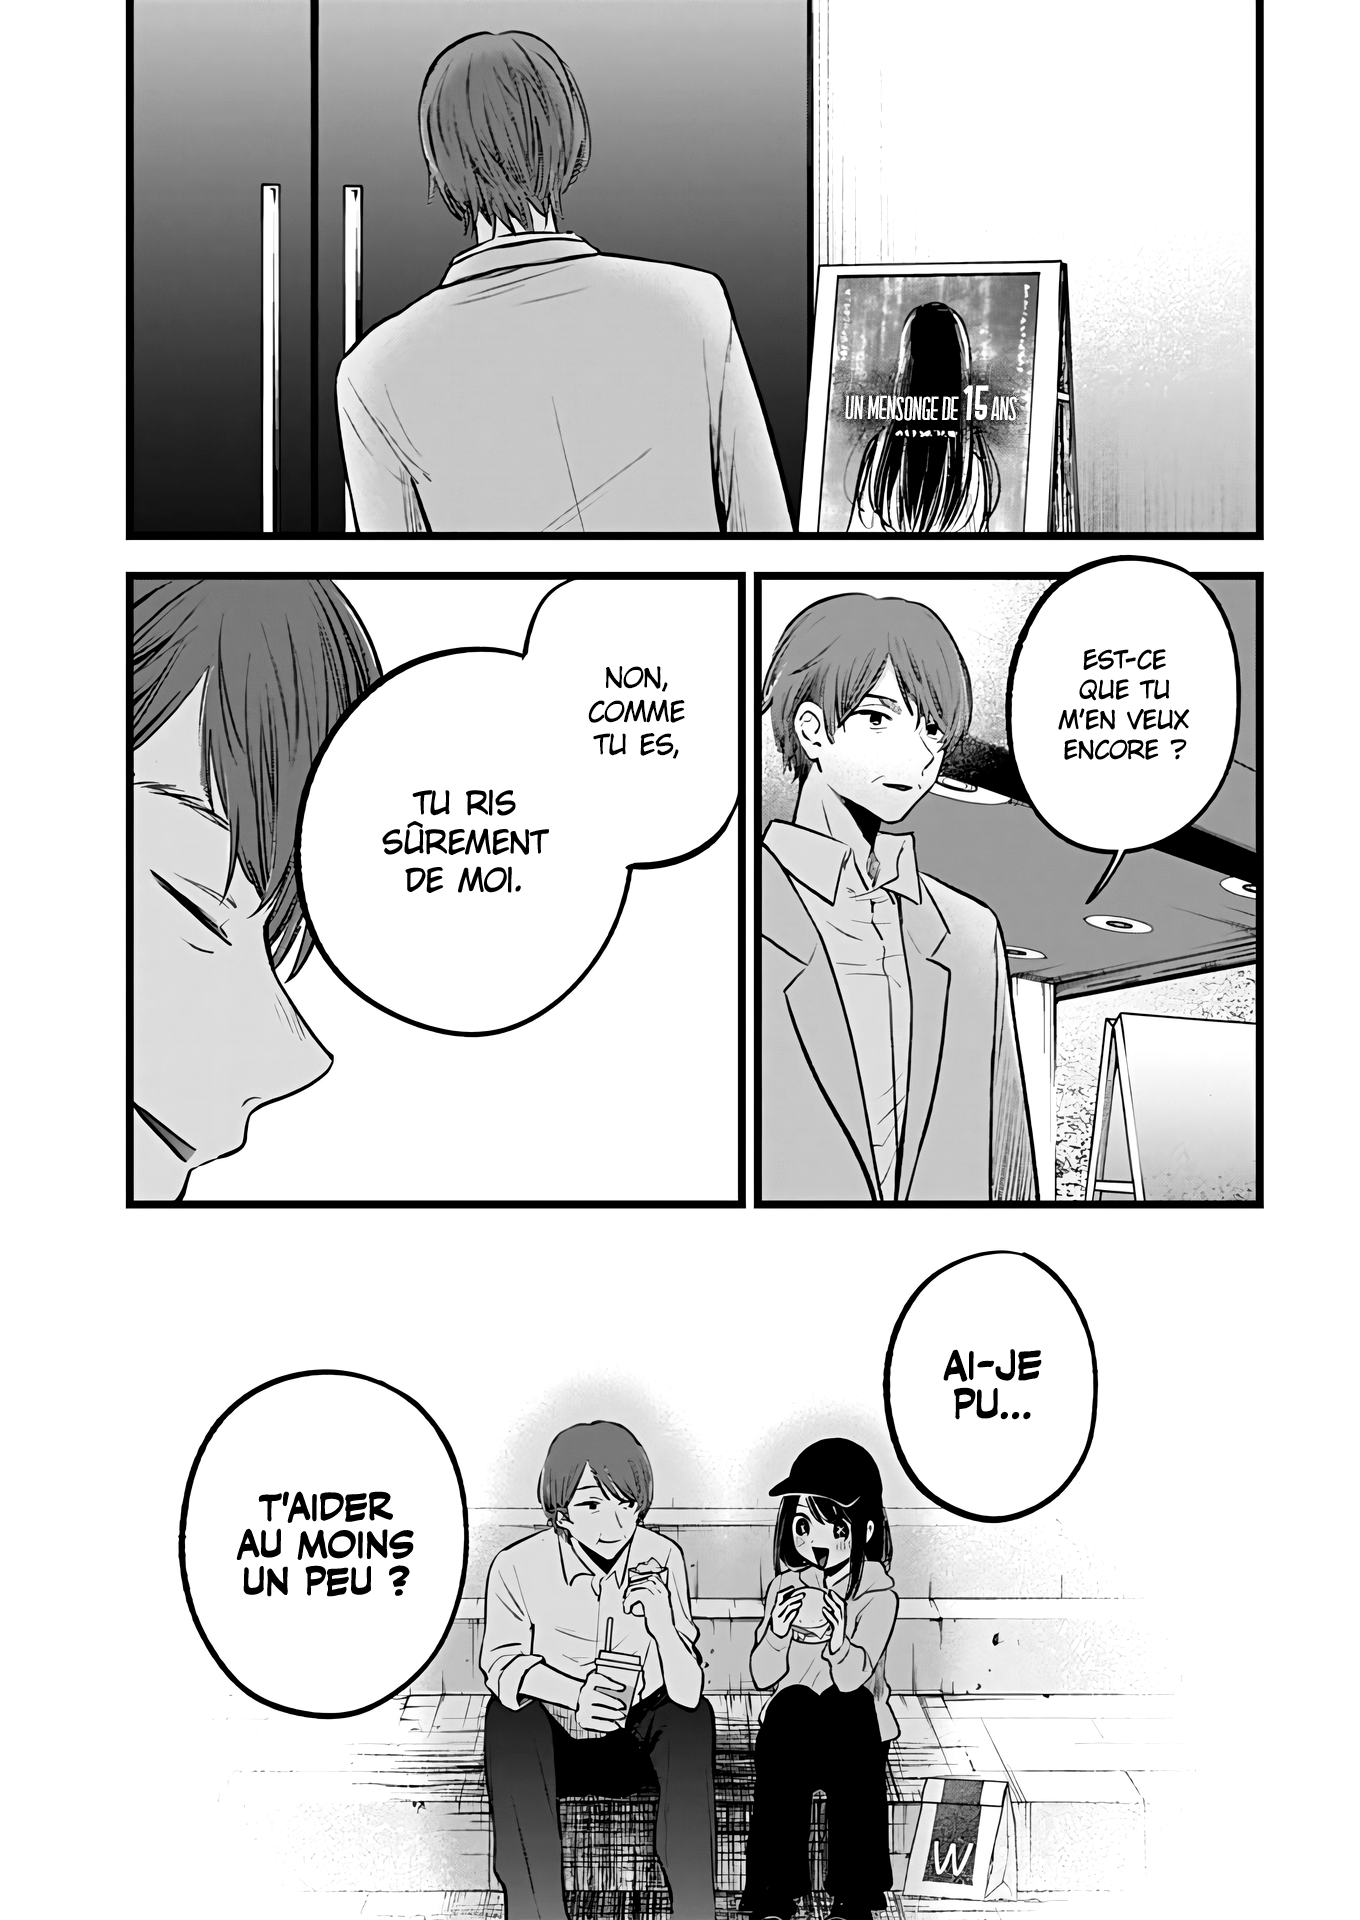 UN MENSONGE DE 15 ANS
EST-CE
QUE TU
M'EN VEUX
ENCORE ?
NON,
COMME
TU ES,
TU RIS
SÛREMENT
DE MOI.
AI-JE
PU...
T'AIDER
AU MOINS
UN PEU ?
W